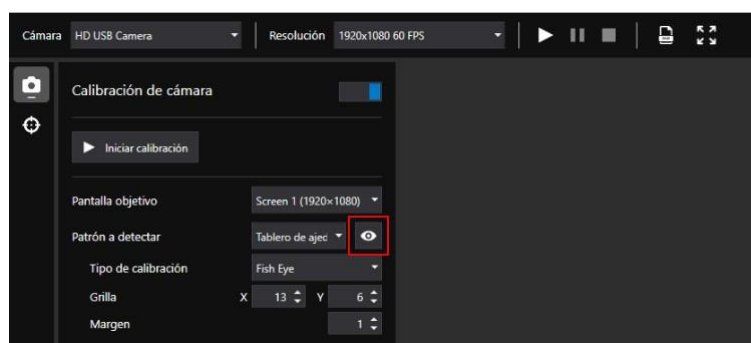 Cámara HD USB Camera Resolución 1920x1080 60 FPS
Calibración de cámara
Iniciar calibración
Pantalla objetivo Screen 1 (1920×1080)
Patrón a detectar Tablero de ajec
Tipo de calibración Fish Eye
Grilla X 13 Y 6
Margen 1